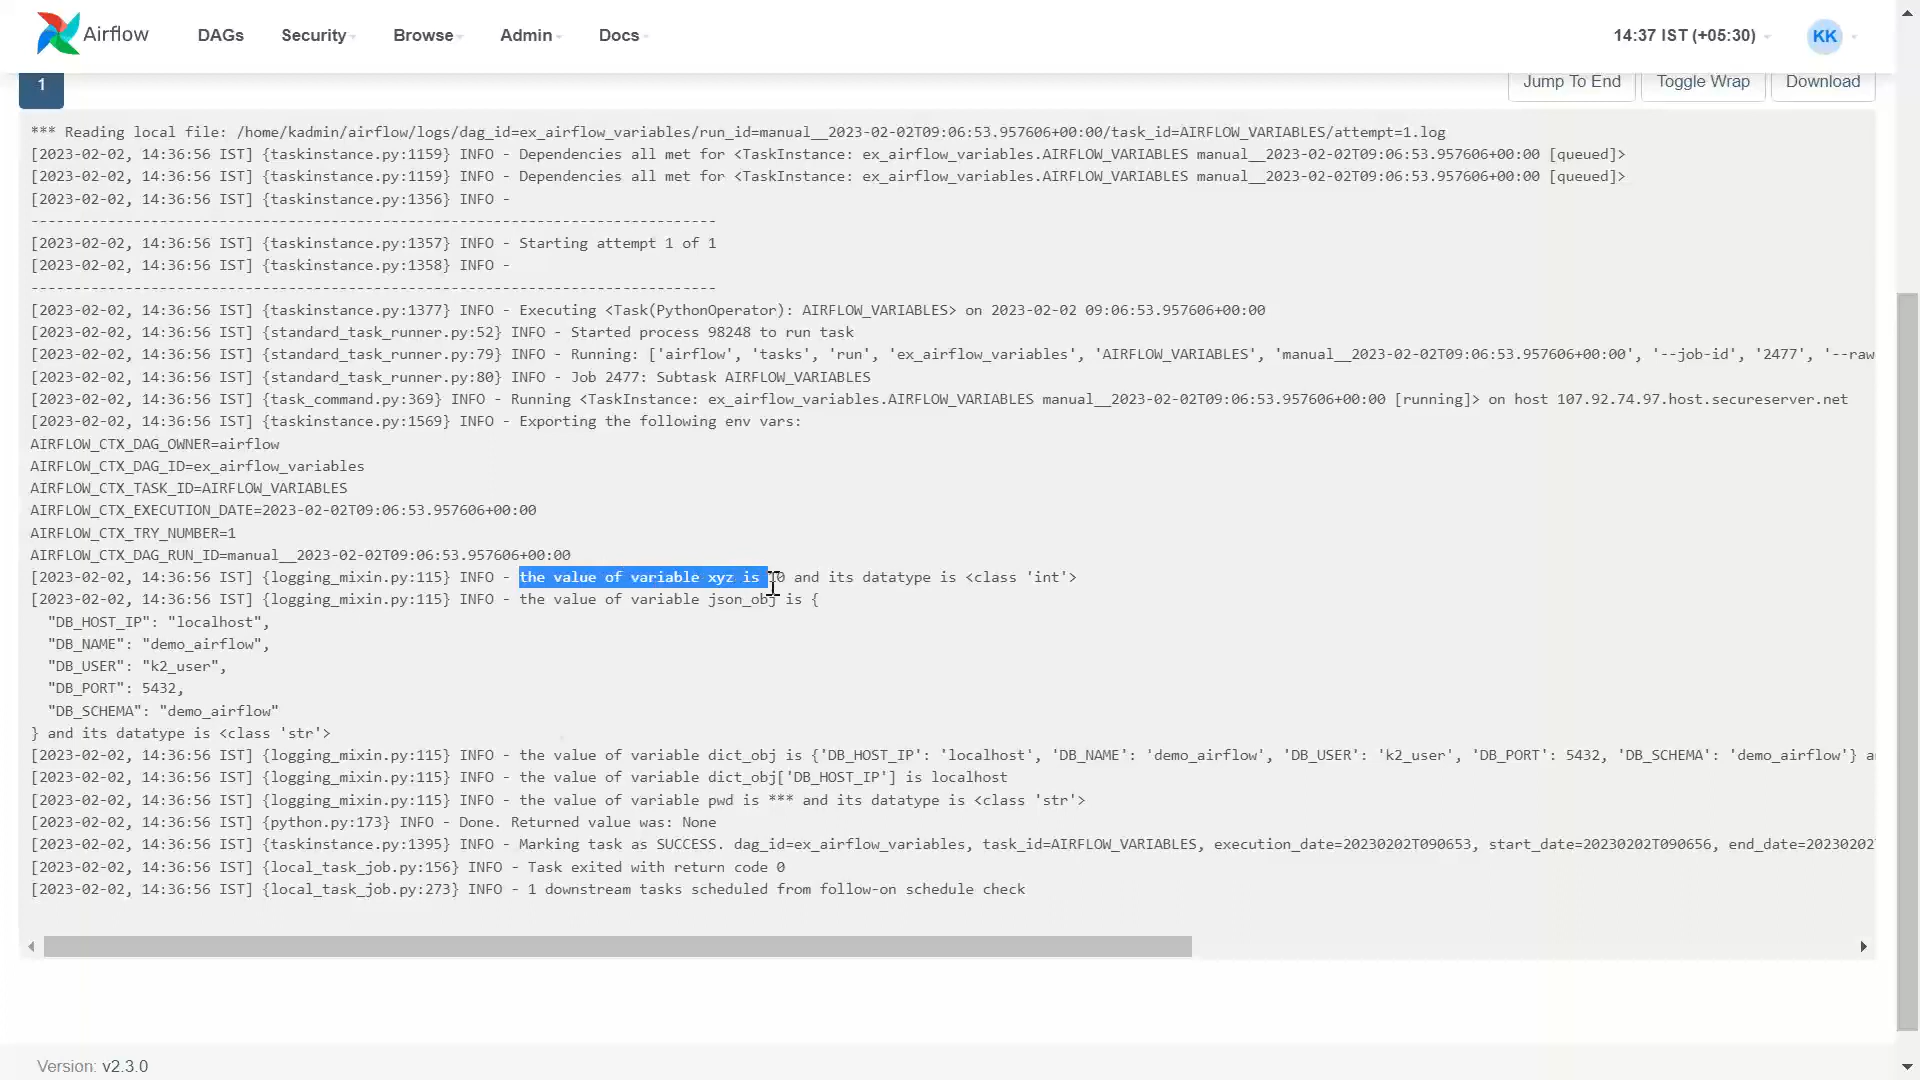 Airflow
DAGs
Security
Browse
Admin
Docs
14:37 IST (+05:30)
KK
1
Jump To End
Toggle Wrap
Download
*** Reading local file: /home/kadmin/airflow/logs/dag_id=ex_airflow_variables/run_id=manual__2023-02-02T09:06:53.957606+00:00/task_id=AIRFLOW_VARIABLES/attempt=1.log
[2023-02-02, 14:36:56 IST] {taskinstance.py:1159} INFO - Dependencies all met for <TaskInstance: ex_airflow_variables.AIRFLOW_VARIABLES manual__2023-02-02T09:06:53.957606+00:00 [queued]>
[2023-02-02, 14:36:56 IST] {taskinstance.py:1159} INFO - Dependencies all met for <TaskInstance: ex_airflow_variables.AIRFLOW_VARIABLES manual__2023-02-02T09:06:53.957606+00:00 [queued]>
[2023-02-02, 14:36:56 IST] {taskinstance.py:1356} INFO -
--------------------------------------------------------------------------------
[2023-02-02, 14:36:56 IST] {taskinstance.py:1357} INFO - Starting attempt 1 of 1
[2023-02-02, 14:36:56 IST] {taskinstance.py:1358} INFO -
--------------------------------------------------------------------------------
[2023-02-02, 14:36:56 IST] {taskinstance.py:1377} INFO - Executing <Task(PythonOperator): AIRFLOW_VARIABLES> on 2023-02-02 09:06:53.957606+00:00
[2023-02-02, 14:36:56 IST] {standard_task_runner.py:52} INFO - Started process 98248 to run task
[2023-02-02, 14:36:56 IST] {standard_task_runner.py:79} INFO - Running: ['airflow', 'tasks', 'run', 'ex_airflow_variables', 'AIRFLOW_VARIABLES', 'manual__2023-02-02T09:06:53.957606+00:00', '--job-id', '2477', '--raw
[2023-02-02, 14:36:56 IST] {standard_task_runner.py:80} INFO - Job 2477: Subtask AIRFLOW_VARIABLES
[2023-02-02, 14:36:56 IST] {task_command.py:369} INFO - Running <TaskInstance: ex_airflow_variables.AIRFLOW_VARIABLES manual__2023-02-02T09:06:53.957606+00:00 [running]> on host 107.92.74.97.host.secureserver.net
[2023-02-02, 14:36:56 IST] {taskinstance.py:1569} INFO - Exporting the following env vars:
AIRFLOW_CTX_DAG_OWNER=airflow
AIRFLOW_CTX_DAG_ID=ex_airflow_variables
AIRFLOW_CTX_TASK_ID=AIRFLOW_VARIABLES
AIRFLOW_CTX_EXECUTION_DATE=2023-02-02T09:06:53.957606+00:00
AIRFLOW_CTX_TRY_NUMBER=1
AIRFLOW_CTX_DAG_RUN_ID=manual__2023-02-02T09:06:53.957606+00:00
[2023-02-02, 14:36:56 IST] {logging_mixin.py:115} INFO - the value of variable xyz is 10 and its datatype is <class 'int'>
[2023-02-02, 14:36:56 IST] {logging_mixin.py:115} INFO - the value of variable json_obj is {
"DB_HOST_IP": "localhost",
"DB_NAME": "demo_airflow",
"DB_USER": "k2_user",
"DB_PORT": 5432,
"DB_SCHEMA": "demo_airflow"
} and its datatype is <class 'str'>
[2023-02-02, 14:36:56 IST] {logging_mixin.py:115} INFO - the value of variable dict_obj is {'DB_HOST_IP': 'localhost', 'DB_NAME': 'demo_airflow', 'DB_USER': 'k2_user', 'DB_PORT': 5432, 'DB_SCHEMA': 'demo_airflow'} a
[2023-02-02, 14:36:56 IST] {logging_mixin.py:115} INFO - the value of variable dict_obj['DB_HOST_IP'] is localhost
[2023-02-02, 14:36:56 IST] {logging_mixin.py:115} INFO - the value of variable pwd is *** and its datatype is <class 'str'>
[2023-02-02, 14:36:56 IST] {python.py:173} INFO - Done. Returned value was: None
[2023-02-02, 14:36:56 IST] {taskinstance.py:1395} INFO - Marking task as SUCCESS. dag_id=ex_airflow_variables, task_id=AIRFLOW_VARIABLES, execution_date=20230202T090653, start_date=20230202T090656, end_date=20230202
[2023-02-02, 14:36:56 IST] {local_task_job.py:156} INFO - Task exited with return code 0
[2023-02-02, 14:36:56 IST] {local_task_job.py:273} INFO - 1 downstream tasks scheduled from follow-on schedule check
Version: v2.3.0